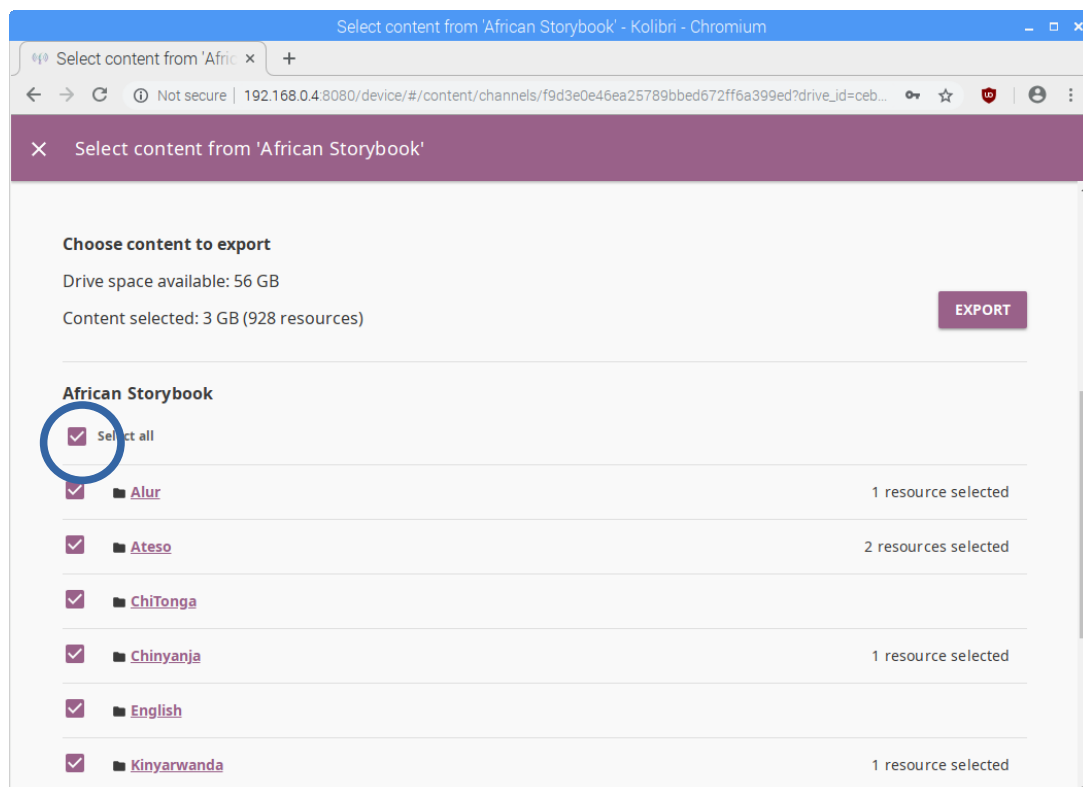 Select content from 'African Storybook' - Kolibri - Chromium
Select content from 'Afric
Not secure | 192.168.0.4:8080/device/#/content/channels/f9d3e0e46ea25789bbed672ff6a399ed?drive_id=ceb...
Select content from 'African Storybook'
Choose content to export
Drive space available: 56 GB
Content selected: 3 GB (928 resources)
EXPORT
African Storybook
Select all
Alur 1 resource selected
Ateso 2 resources selected
ChiTonga
Chinyanja 1 resource selected
English
Kinyarwanda 1 resource selected